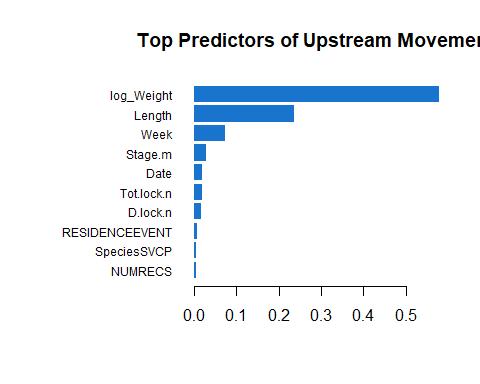 Top Predictors of Upstream Movemen
log_Weight
Length
Week
Stage.m
Date
Tot.lock.n
D.lock.n
RESIDENCEEVENT
SpeciesSVCP
NUMRECS
0.0 0.1 0.2 0.3 0.4 0.5